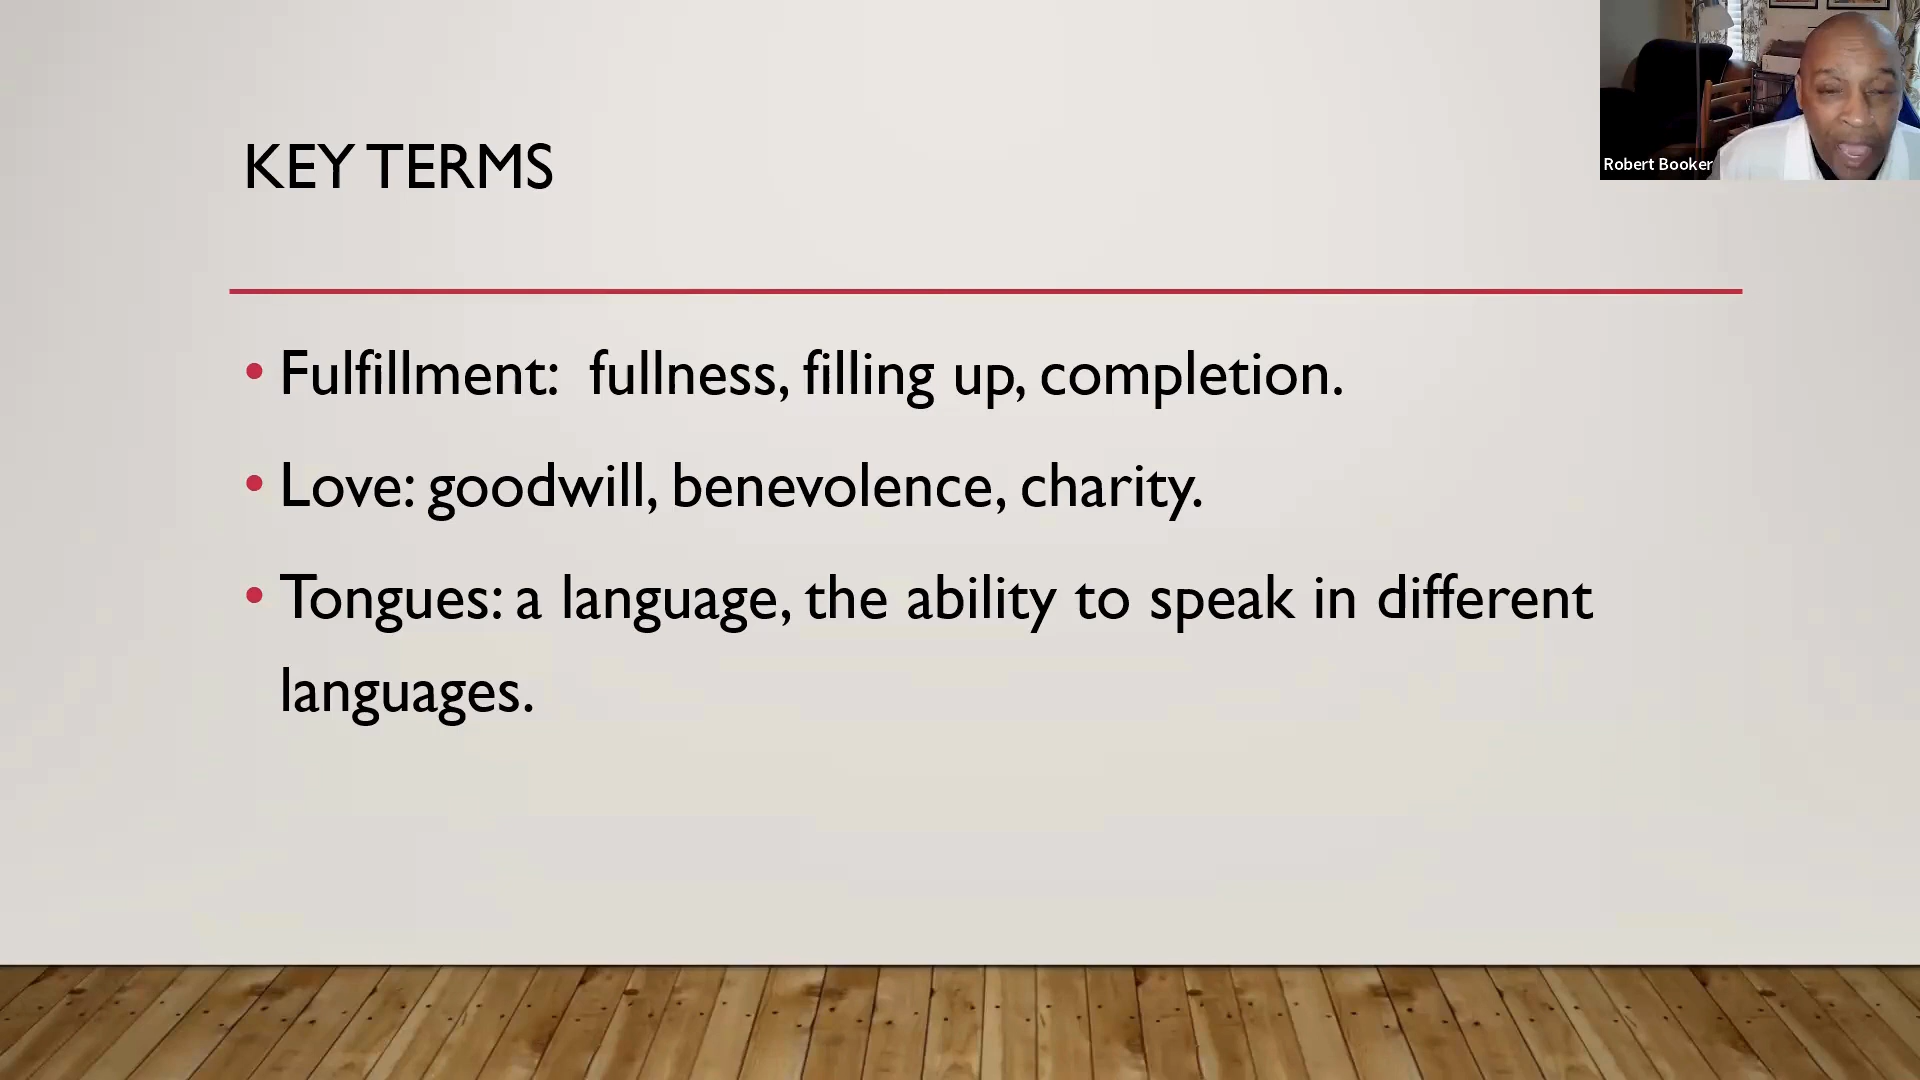 KEY TERMS
Robert Booker
• Fulfillment:  fullness, filling up, completion.
• Love: goodwill, benevolence, charity.
• Tongues: a language, the ability to speak in different
languages.